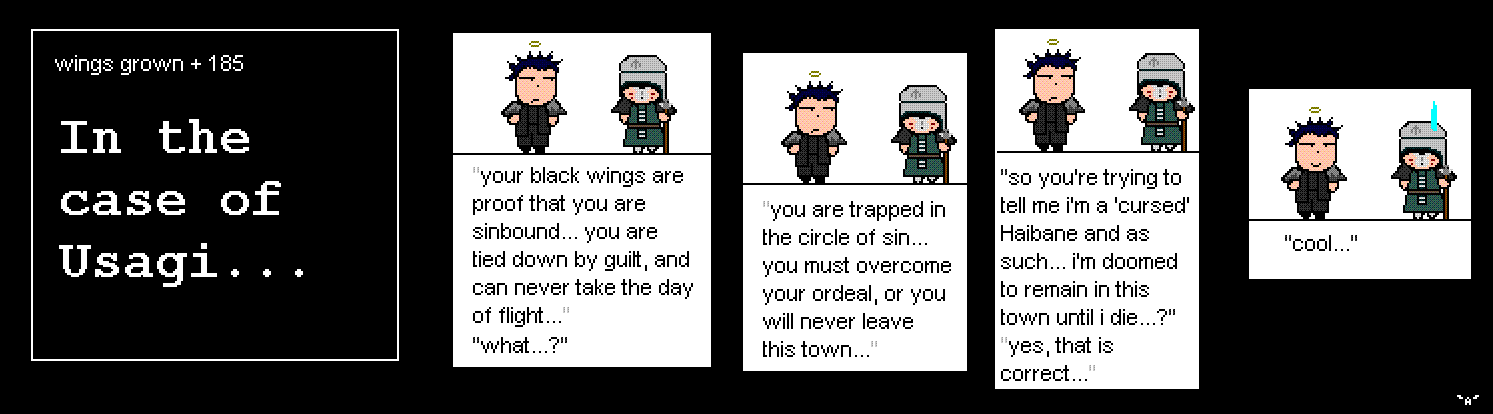 wings grown + 185
In the
case of
Usagi...
"your black wings are
proof that you are
sinbound... you are
tied down by guilt, and
can never take the day
of flight..."
"what...?"
"you are trapped in
the circle of sin...
you must overcome
your ordeal, or you
will never leave
this town..."
"so you're trying to
tell me i'm a 'cursed'
Haibane and as
such... i'm doomed
to remain in this
town until i die...?"
"yes, that is
correct..."
"cool..."